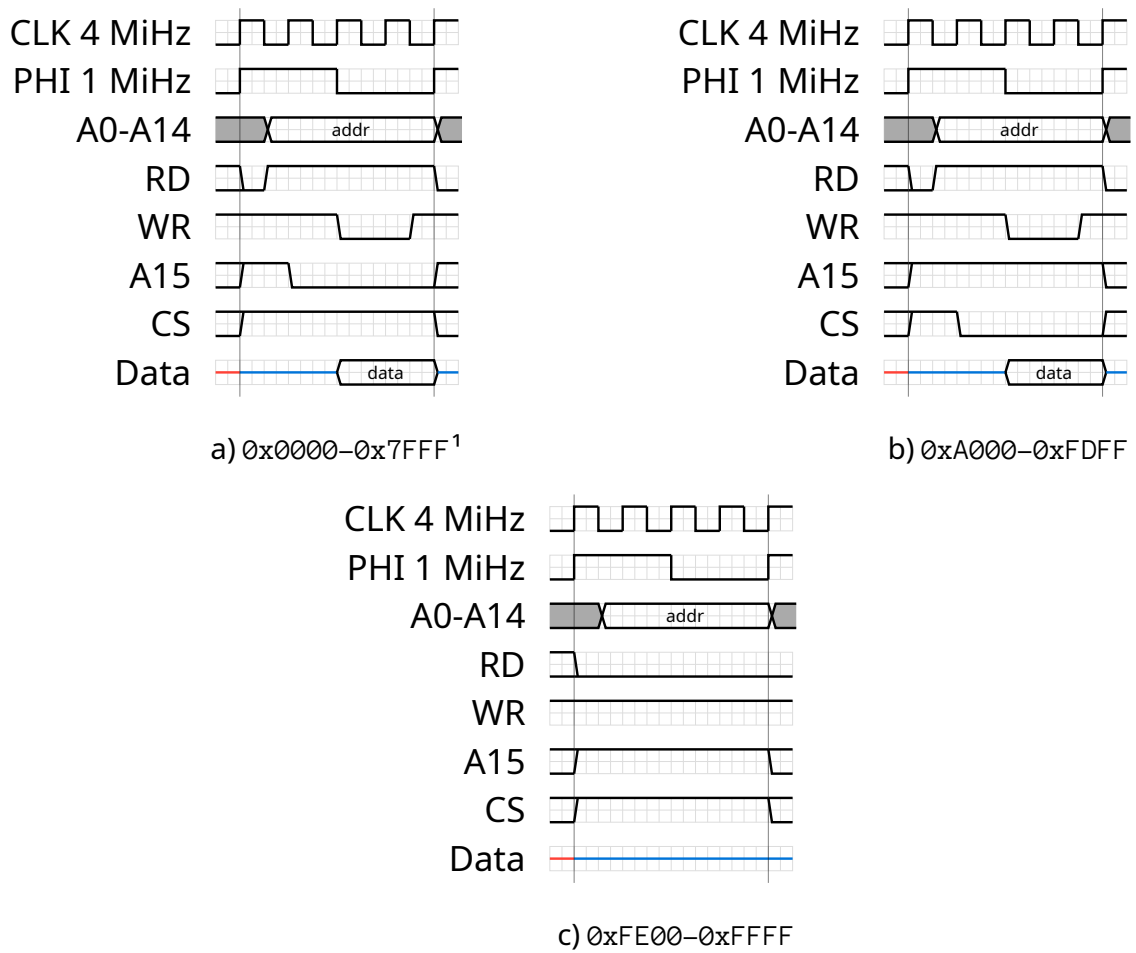 CLK 4 MiHz
PHI 1 MiHz
A0-A14
addr
RD
WR
A15
CS
Data
data
a) 0x0000–0x7FFF¹
CLK 4 MiHz
PHI 1 MiHz
A0-A14
addr
RD
WR
A15
CS
Data
data
b) 0xA000–0xFDFF
CLK 4 MiHz
PHI 1 MiHz
A0-A14
addr
RD
WR
A15
CS
Data
c) 0xFE00–0xFFFF